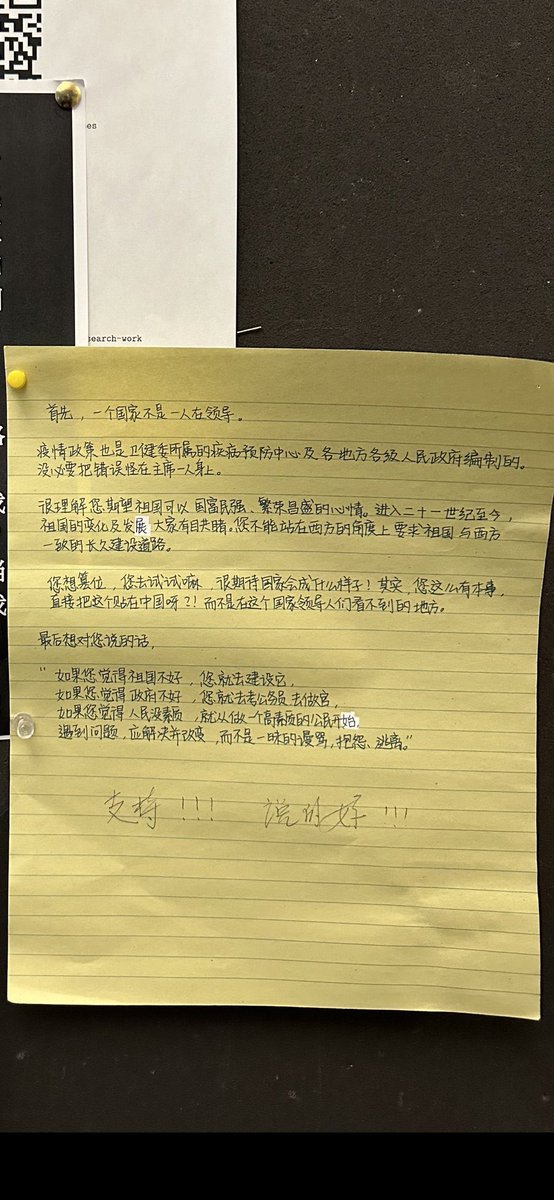 es
search-work
首先，一个国家不是一人在领导。
疫情政策也是卫健委所属的疫病预防中心及各地方各级人民政府编制的。
没必要把错误怪在主席一人身上。
很理解您期望祖国可以国富民强、繁荣昌盛的心情。进入二十一世纪至今，
祖国的变化及发展大家有目共睹。您不能站在西方的角度上要求祖国与西方
一致的长久建设道路。
您想篡位，您去试试嘛，很期待国家会成什么样子！其实，您这么有本事，
直接把这个贴在中国呀？！而不是在这个国家领导人们看不到的地方。
最后想对您说的话，
“如果您觉得祖国不好，您就去建设它，
如果您觉得政府不好，您就去考公务员去做官，
如果您觉得人民没素质，就从做一个高素质的公民开始，
遇到问题，应解决并改变，而不是一味的谩骂，抱怨、逃离。”
支持！！！ 说的好！！！